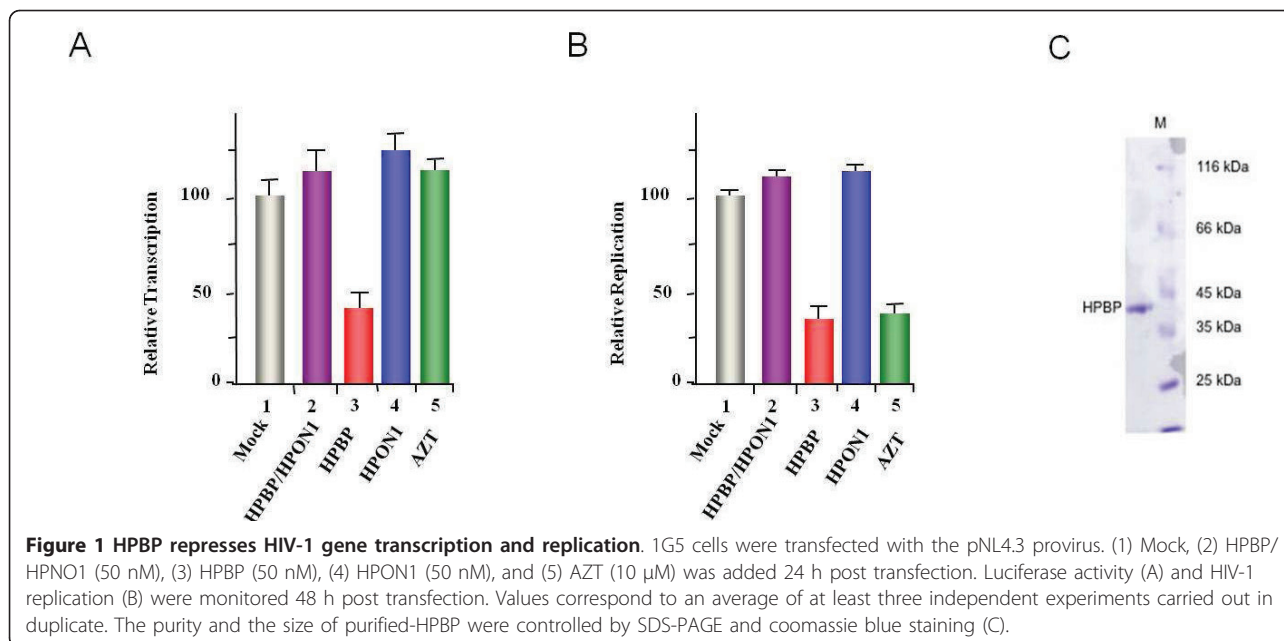 A
B
C
Relative Transcription
100
50
0
1 2 3 4 5
Mock
HPBP/HPON1
HPBP
HPON1
AZT
Relative Replication
100
50
0
1 2 3 4 5
Mock
HPBP/HPON1
HPBP
HPON1
AZT
M
116 kDa
66 kDa
45 kDa
HPBP
35 kDa
25 kDa
Figure 1 HPBP represses HIV-1 gene transcription and replication. 1G5 cells were transfected with the pNL4.3 provirus. (1) Mock, (2) HPBP/
HPNO1 (50 nM), (3) HPBP (50 nM), (4) HPON1 (50 nM), and (5) AZT (10 μM) was added 24 h post transfection. Luciferase activity (A) and HIV-1
replication (B) were monitored 48 h post transfection. Values correspond to an average of at least three independent experiments carried out in
duplicate. The purity and the size of purified-HPBP were controlled by SDS-PAGE and coomassie blue staining (C).